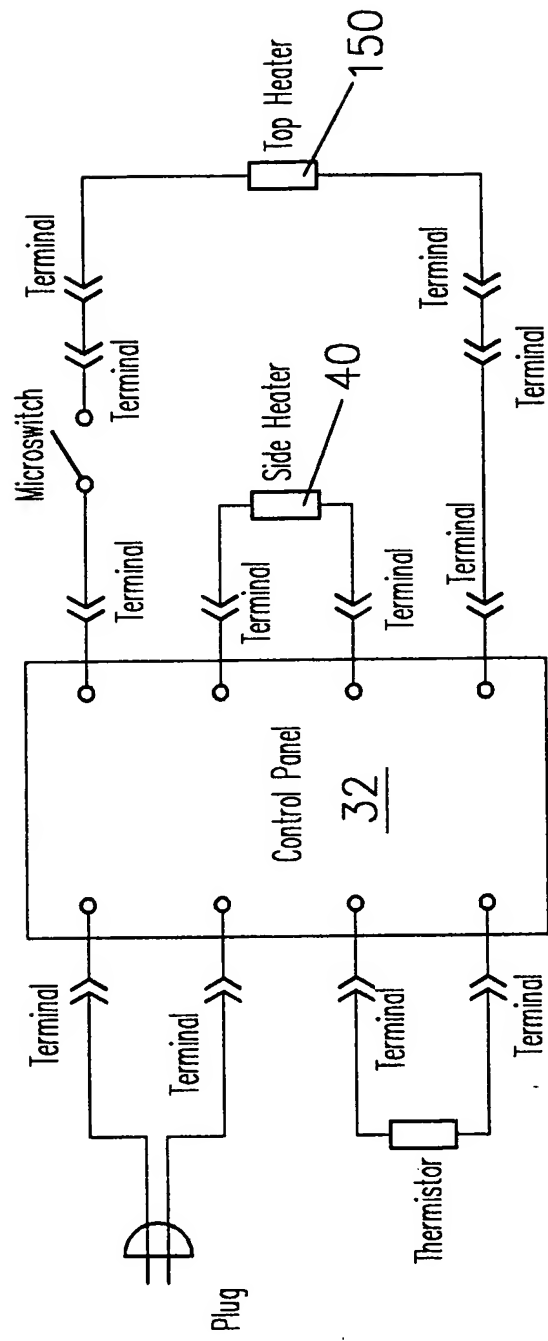 Microswitch
Terminal
Terminal
Terminal
Terminal
Terminal
Plug
Terminal
Side Heater
40
Top Heater
150
Control Panel
32
Terminal
Terminal
Thermistor
Terminal
Terminal
Terminal
Terminal